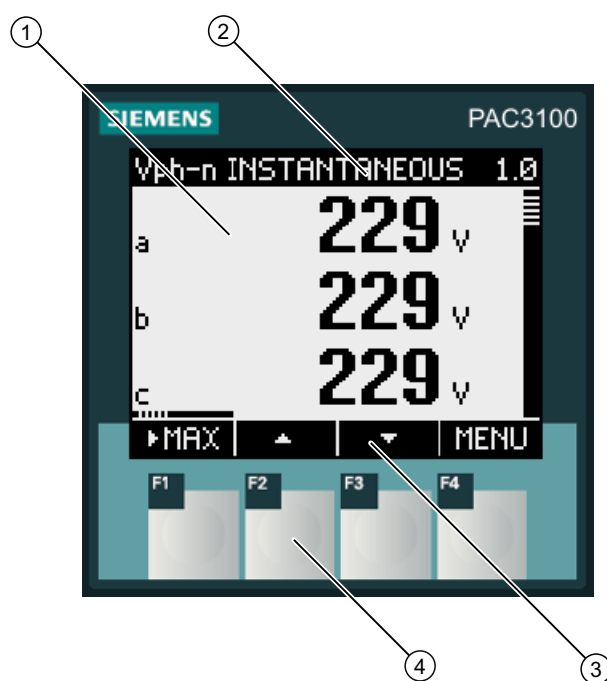 1 2
SIEMENS PAC3100
Vph-n INSTANTANEOUS 1.0
a 229 V
b 229 V
c 229 V
MAX MENU
F1 F2 F3 F4
4 3